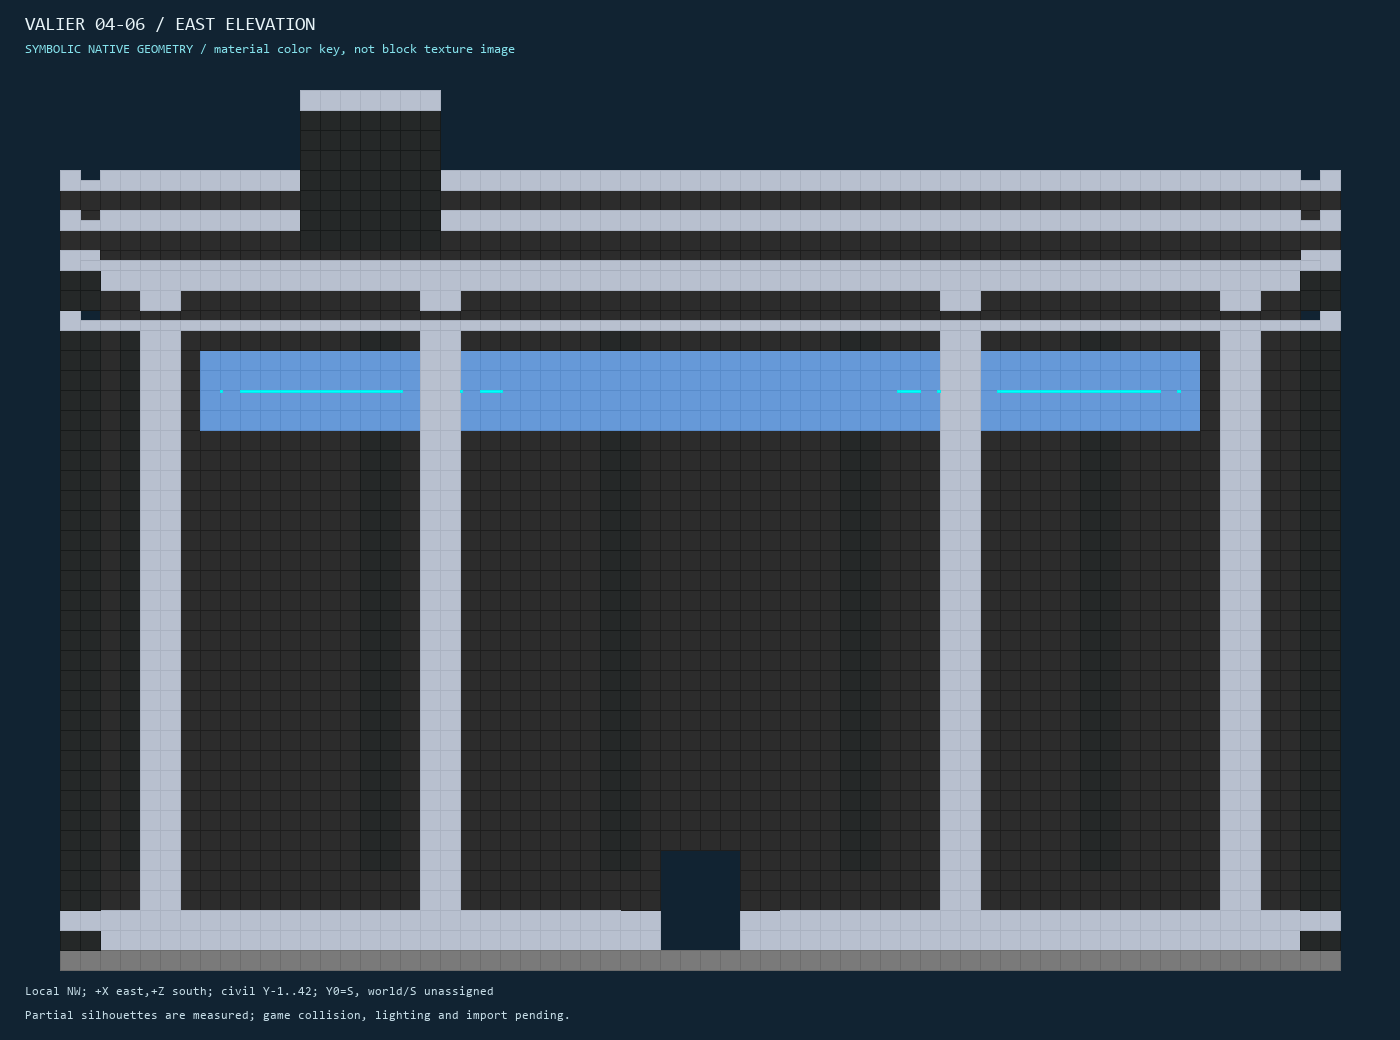 VALIER 04-06 / EAST ELEVATION
SYMBOLIC NATIVE GEOMETRY / material color key, not block texture image
Local NW; +X east,+Z south; civil Y-1..42; Y0=S, world/S unassigned
Partial silhouettes are measured; game collision, lighting and import pending.